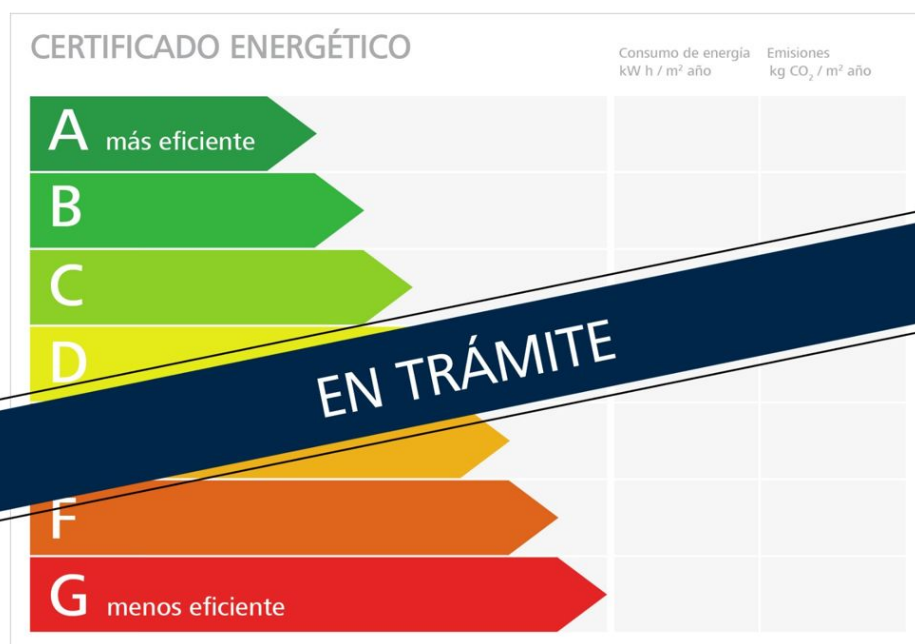 CERTIFICADO ENERGÉTICO
Consumo de energía
kW h / m² año
Emisiones
kg CO₂ / m² año
A más eficiente
B
C
D
EN TRÁMITE
F
G menos eficiente